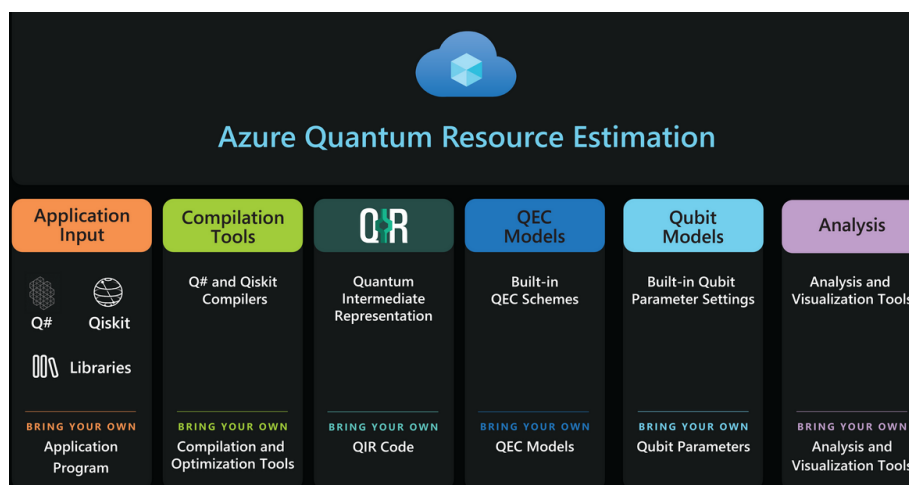 Azure Quantum Resource Estimation
Application
Input
Q#
Qiskit
Libraries
BRING YOUR OWN
Application
Program
Compilation
Tools
Q# and Qiskit
Compilers
BRING YOUR OWN
Compilation and
Optimization Tools
QIR
Quantum
Intermediate
Representation
BRING YOUR OWN
QIR Code
QEC
Models
Built-in
QEC Schemes
BRING YOUR OWN
QEC Models
Qubit
Models
Built-in Qubit
Parameter Settings
BRING YOUR OWN
Qubit Parameters
Analysis
Analysis and
Visualization Tools
BRING YOUR OWN
Analysis and
Visualization Tools